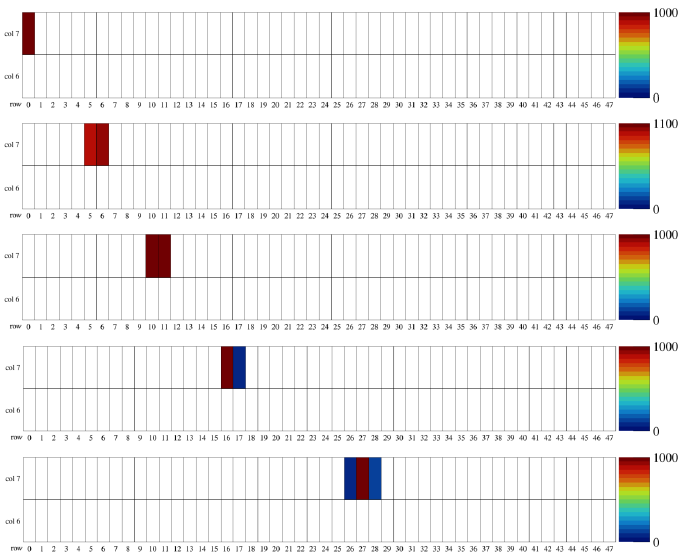 1000
col 7
col 6
0
row 0 1 2 3 4 5 6 7 8 9 10 11 12 13 14 15 16 17 18 19 20 21 22 23 24 25 26 27 28 29 30 31 32 33 34 35 36 37 38 39 40 41 42 43 44 45 46 47
1100
col 7
col 6
0
row 0 1 2 3 4 5 6 7 8 9 10 11 12 13 14 15 16 17 18 19 20 21 22 23 24 25 26 27 28 29 30 31 32 33 34 35 36 37 38 39 40 41 42 43 44 45 46 47
1000
col 7
col 6
0
row 0 1 2 3 4 5 6 7 8 9 10 11 12 13 14 15 16 17 18 19 20 21 22 23 24 25 26 27 28 29 30 31 32 33 34 35 36 37 38 39 40 41 42 43 44 45 46 47
1000
col 7
col 6
0
row 0 1 2 3 4 5 6 7 8 9 10 11 12 13 14 15 16 17 18 19 20 21 22 23 24 25 26 27 28 29 30 31 32 33 34 35 36 37 38 39 40 41 42 43 44 45 46 47
1000
col 7
col 6
0
row 0 1 2 3 4 5 6 7 8 9 10 11 12 13 14 15 16 17 18 19 20 21 22 23 24 25 26 27 28 29 30 31 32 33 34 35 36 37 38 39 40 41 42 43 44 45 46 47